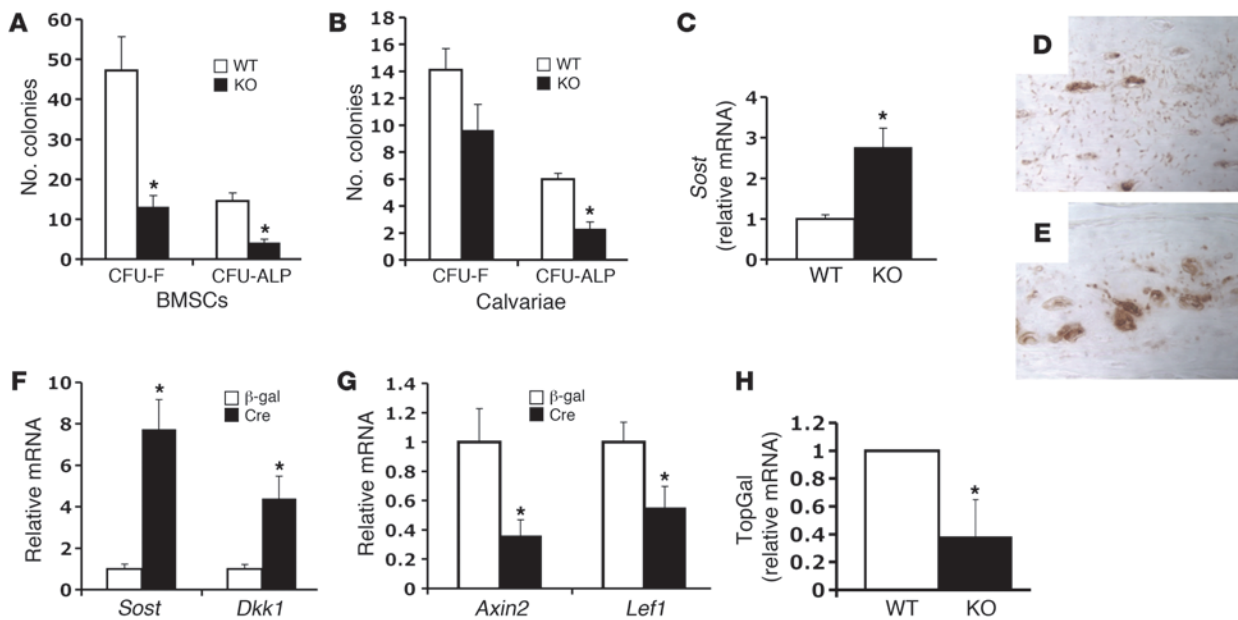 A
60
50
40
30
20
10
0
No. colonies
WT
KO
*
*
CFU-F CFU-ALP
BMSCs
B
18
16
14
12
10
8
6
4
2
0
No. colonies
WT
KO
*
CFU-F CFU-ALP
Calvariae
C
4
3
2
1
0
Sost
(relative mRNA)
*
WT KO
D
E
F
10
8
6
4
2
0
Relative mRNA
β-gal
Cre
*
*
Sost Dkk1
G
1.4
1.2
1
0.8
0.6
0.4
0.2
0
Relative mRNA
β-gal
Cre
*
*
Axin2 Lef1
H
1.2
1
0.8
0.6
0.4
0.2
0
TopGal
(relative mRNA)
*
WT KO